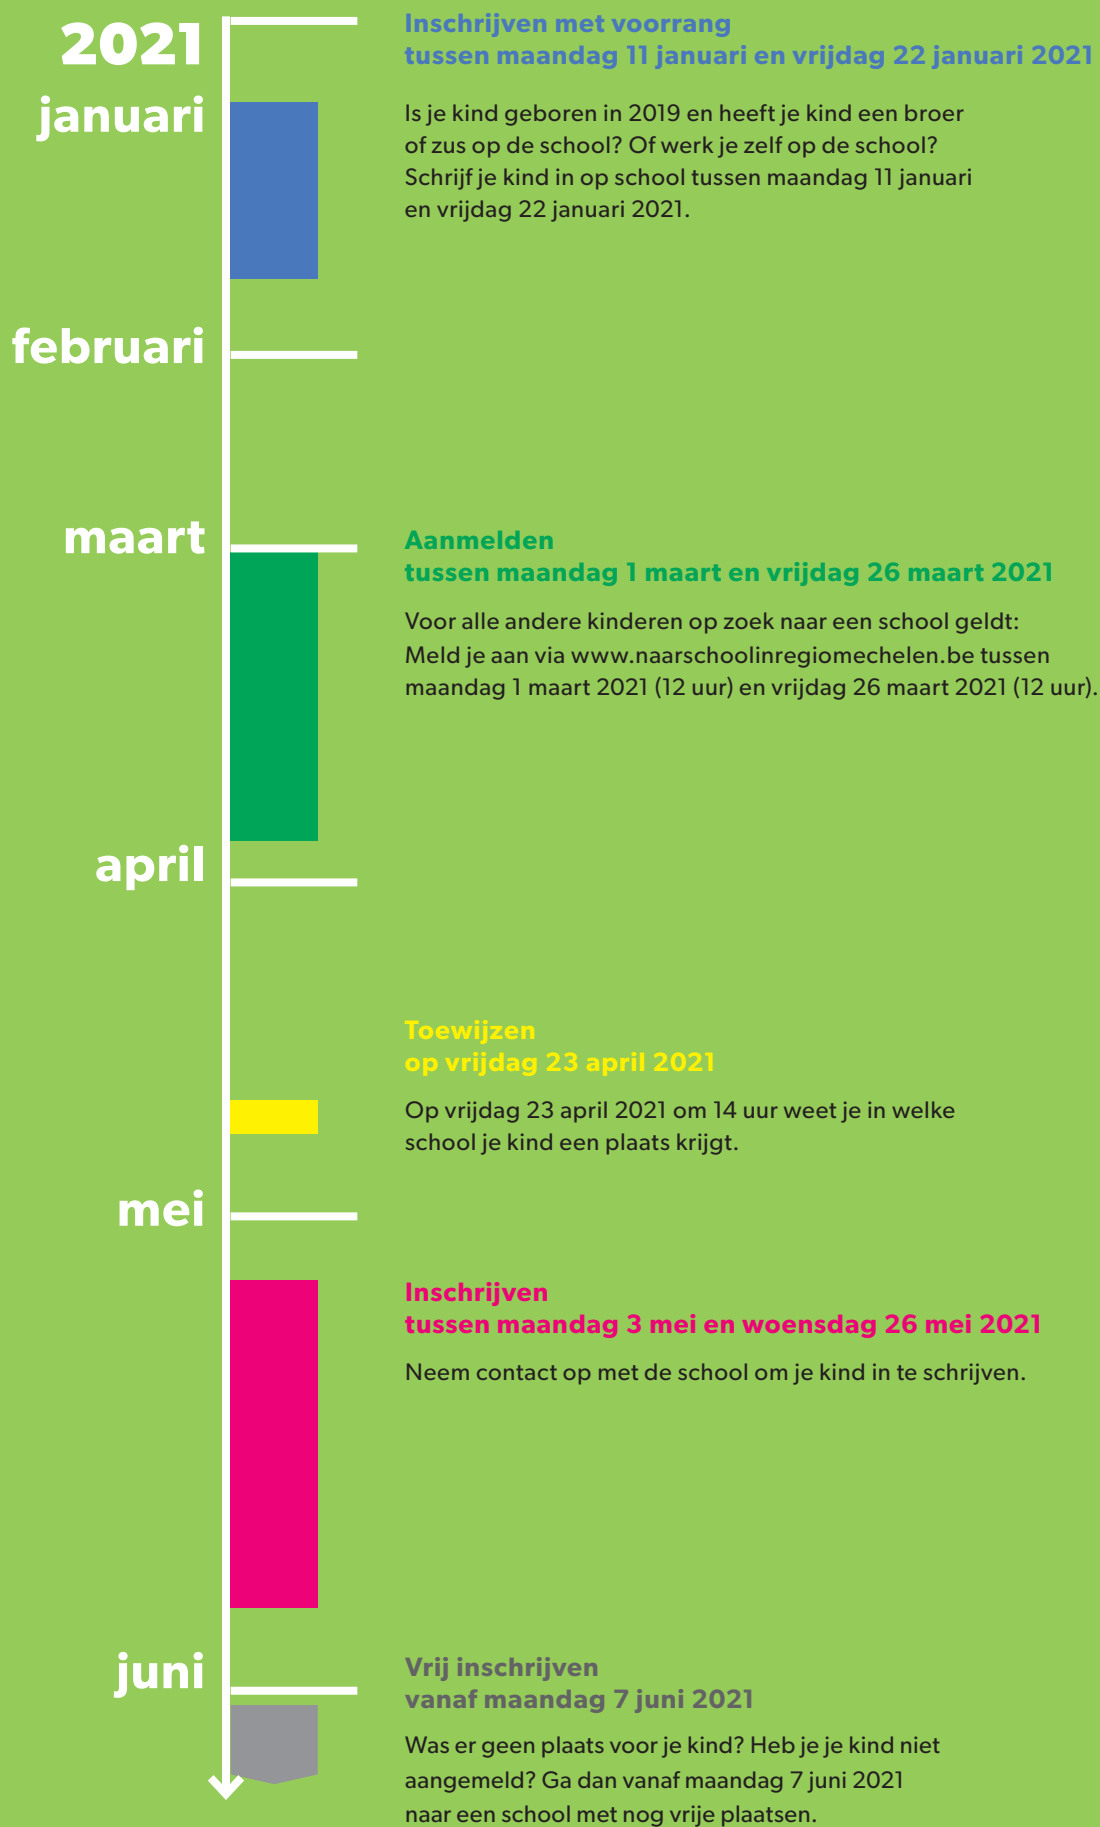 2021
Inschrijven met voorrang
tussen maandag 11 januari en vrijdag 22 januari 2021
januari
Is je kind geboren in 2019 en heeft je kind een broer
of zus op de school? Of werk je zelf op de school?
Schrijf je kind in op school tussen maandag 11 januari
en vrijdag 22 januari 2021.
februari
maart
Aanmelden
tussen maandag 1 maart en vrijdag 26 maart 2021
Voor alle andere kinderen op zoek naar een school geldt:
Meld je aan via www.naarschoolinregiomechelen.be tussen
maandag 1 maart 2021 (12 uur) en vrijdag 26 maart 2021 (12 uur).
april
Toewijzen
op vrijdag 23 april 2021
Op vrijdag 23 april 2021 om 14 uur weet je in welke
school je kind een plaats krijgt.
mei
Inschrijven
tussen maandag 3 mei en woensdag 26 mei 2021
Neem contact op met de school om je kind in te schrijven.
juni
Vrij inschrijven
vanaf maandag 7 juni 2021
Was er geen plaats voor je kind? Heb je je kind niet
aangemeld? Ga dan vanaf maandag 7 juni 2021
naar een school met nog vrije plaatsen.